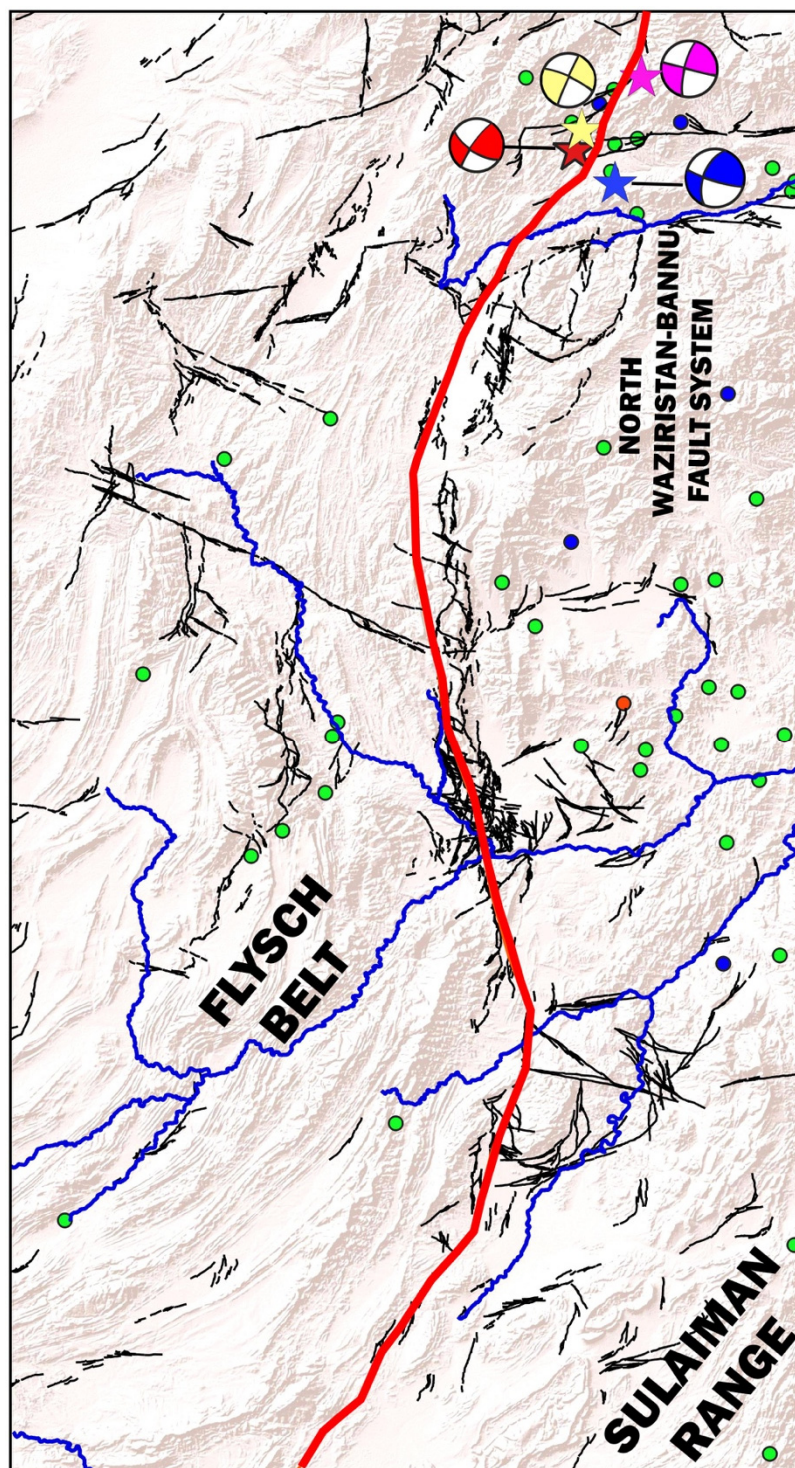 NORTH
WAZIRISTAN-BANNU
FAULT SYSTEM
FLYSCH
BELT
SULAIMAN
RANGE